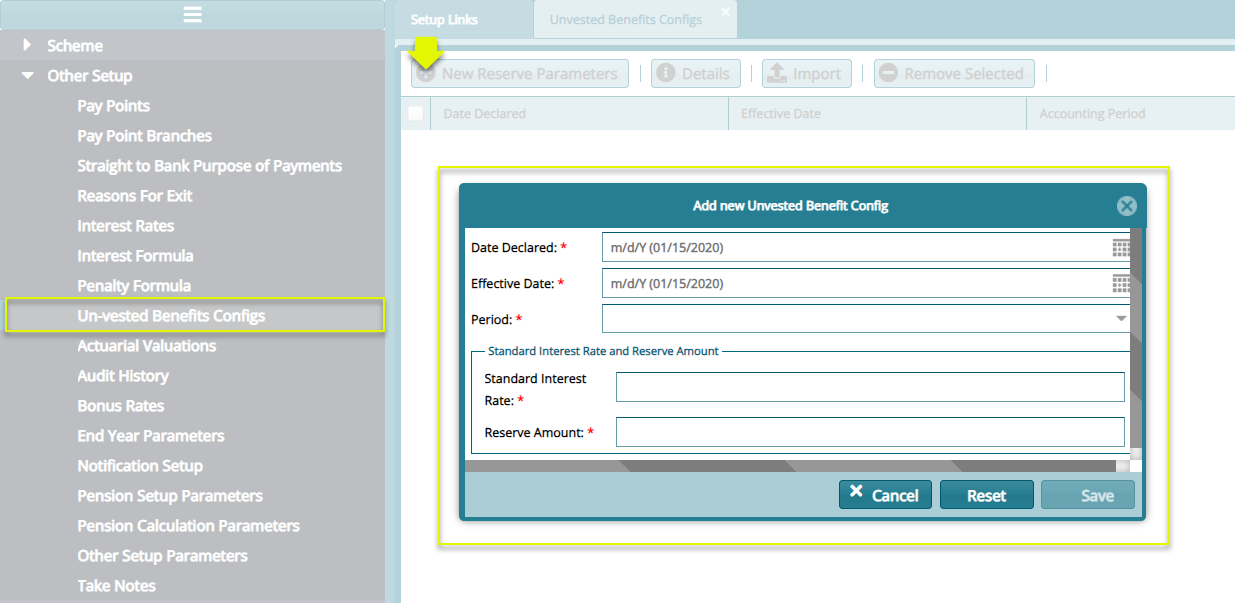 Setup Links
Unvested Benefits Configs
Scheme
Other Setup
Pay Points
Pay Point Branches
Straight to Bank Purpose of Payments
Reasons For Exit
Interest Rates
Interest Formula
Penalty Formula
Un-vested Benefits Configs
Actuarial Valuations
Audit History
Bonus Rates
End Year Parameters
Notification Setup
Pension Setup Parameters
Pension Calculation Parameters
Other Setup Parameters
Take Notes
New Reserve Parameters
Details
Import
Remove Selected
Date Declared
Effective Date
Accounting Period
Add new Unvested Benefit Config
Date Declared: *
m/d/Y (01/15/2020)
Effective Date: *
m/d/Y (01/15/2020)
Period: *
Standard Interest Rate and Reserve Amount
Standard Interest
Rate: *
Reserve Amount: *
Cancel
Reset
Save